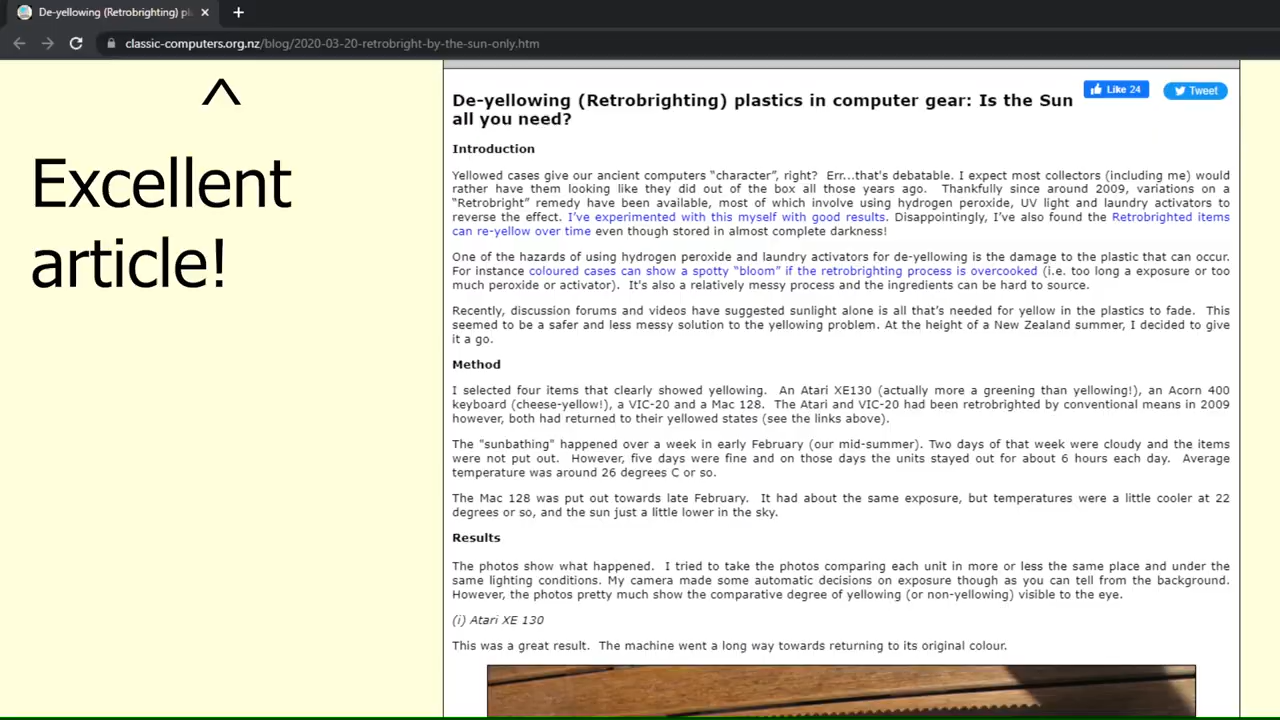 De-yellowing (Retrobrighting) pl
classic-computers.org.nz/blog/2020-03-20-retrobright-by-the-sun-only.htm
^
Excellent
article!
Like 24
Tweet
De-yellowing (Retrobrighting) plastics in computer gear: Is the Sun
all you need?
Introduction
Yellowed cases give our ancient computers “character”, right? Err...that's debatable. I expect most collectors (including me) would
rather have them looking like they did out of the box all those years ago. Thankfully since around 2009, variations on a
“Retrobright” remedy have been available, most of which involve using hydrogen peroxide, UV light and laundry activators to
reverse the effect. I’ve experimented with this myself with good results. Disappointingly, I’ve also found the Retrobrighted items
can re-yellow over time even though stored in almost complete darkness!
One of the hazards of using hydrogen peroxide and laundry activators for de-yellowing is the damage to the plastic that can occur.
For instance coloured cases can show a spotty “bloom” if the retrobrighting process is overcooked (i.e. too long a exposure or too
much peroxide or activator). It's also a relatively messy process and the ingredients can be hard to source.
Recently, discussion forums and videos have suggested sunlight alone is all that’s needed for yellow in the plastics to fade. This
seemed to be a safer and less messy solution to the yellowing problem. At the height of a New Zealand summer, I decided to give
it a go.
Method
I selected four items that clearly showed yellowing. An Atari XE130 (actually more a greening than yellowing!), an Acorn 400
keyboard (cheese-yellow!), a VIC-20 and a Mac 128. The Atari and VIC-20 had been retrobrighted by conventional means in 2009
however, both had returned to their yellowed states (see the links above).
The "sunbathing" happened over a week in early February (our mid-summer). Two days of that week were cloudy and the items
were not put out. However, five days were fine and on those days the units stayed out for about 6 hours each day. Average
temperature was around 26 degrees C or so.
The Mac 128 was put out towards late February. It had about the same exposure, but temperatures were a little cooler at 22
degrees or so, and the sun just a little lower in the sky.
Results
The photos show what happened. I tried to take the photos comparing each unit in more or less the same place and under the
same lighting conditions. My camera made some automatic decisions on exposure though as you can tell from the background.
However, the photos pretty much show the comparative degree of yellowing (or non-yellowing) visible to the eye.
(i) Atari XE 130
This was a great result. The machine went a long way towards returning to its original colour.